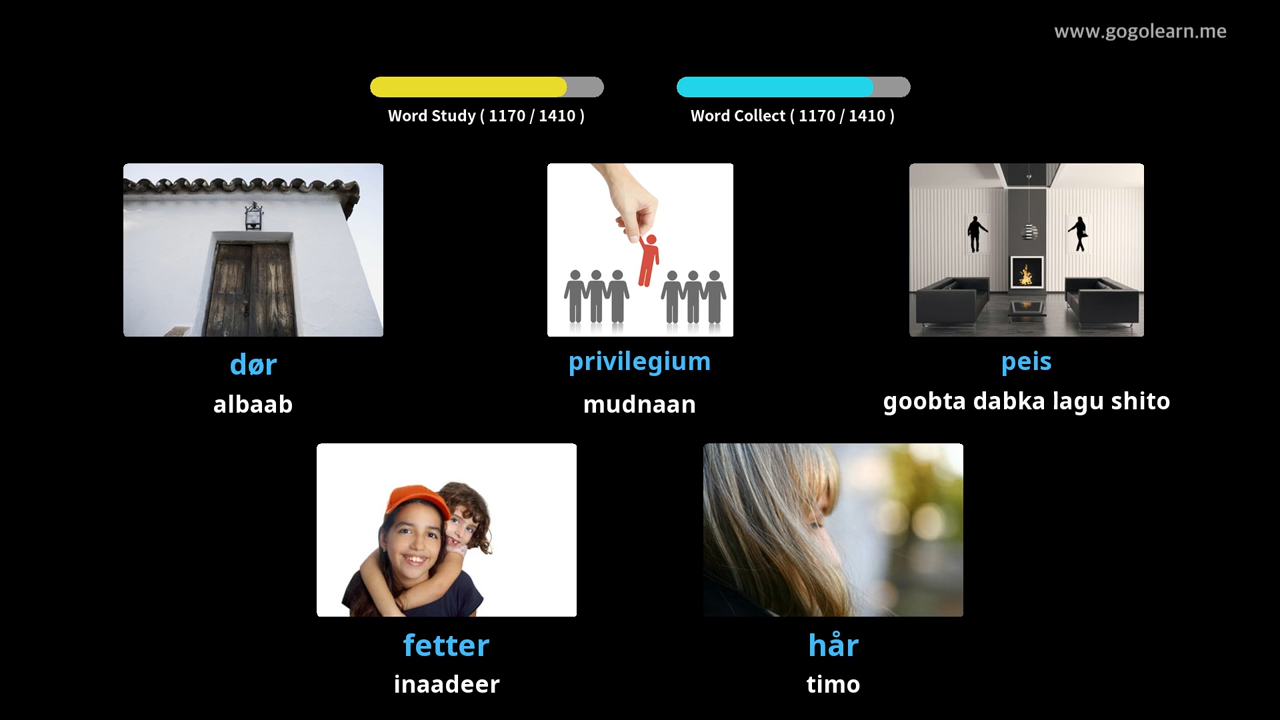 www.gogolearn.me
Word Study ( 1170 / 1410 )
Word Collect ( 1170 / 1410 )
dør
privilegium
peis
albaab
mudnaan
goobta dabka lagu shito
fetter
hår
inaadeer
timo